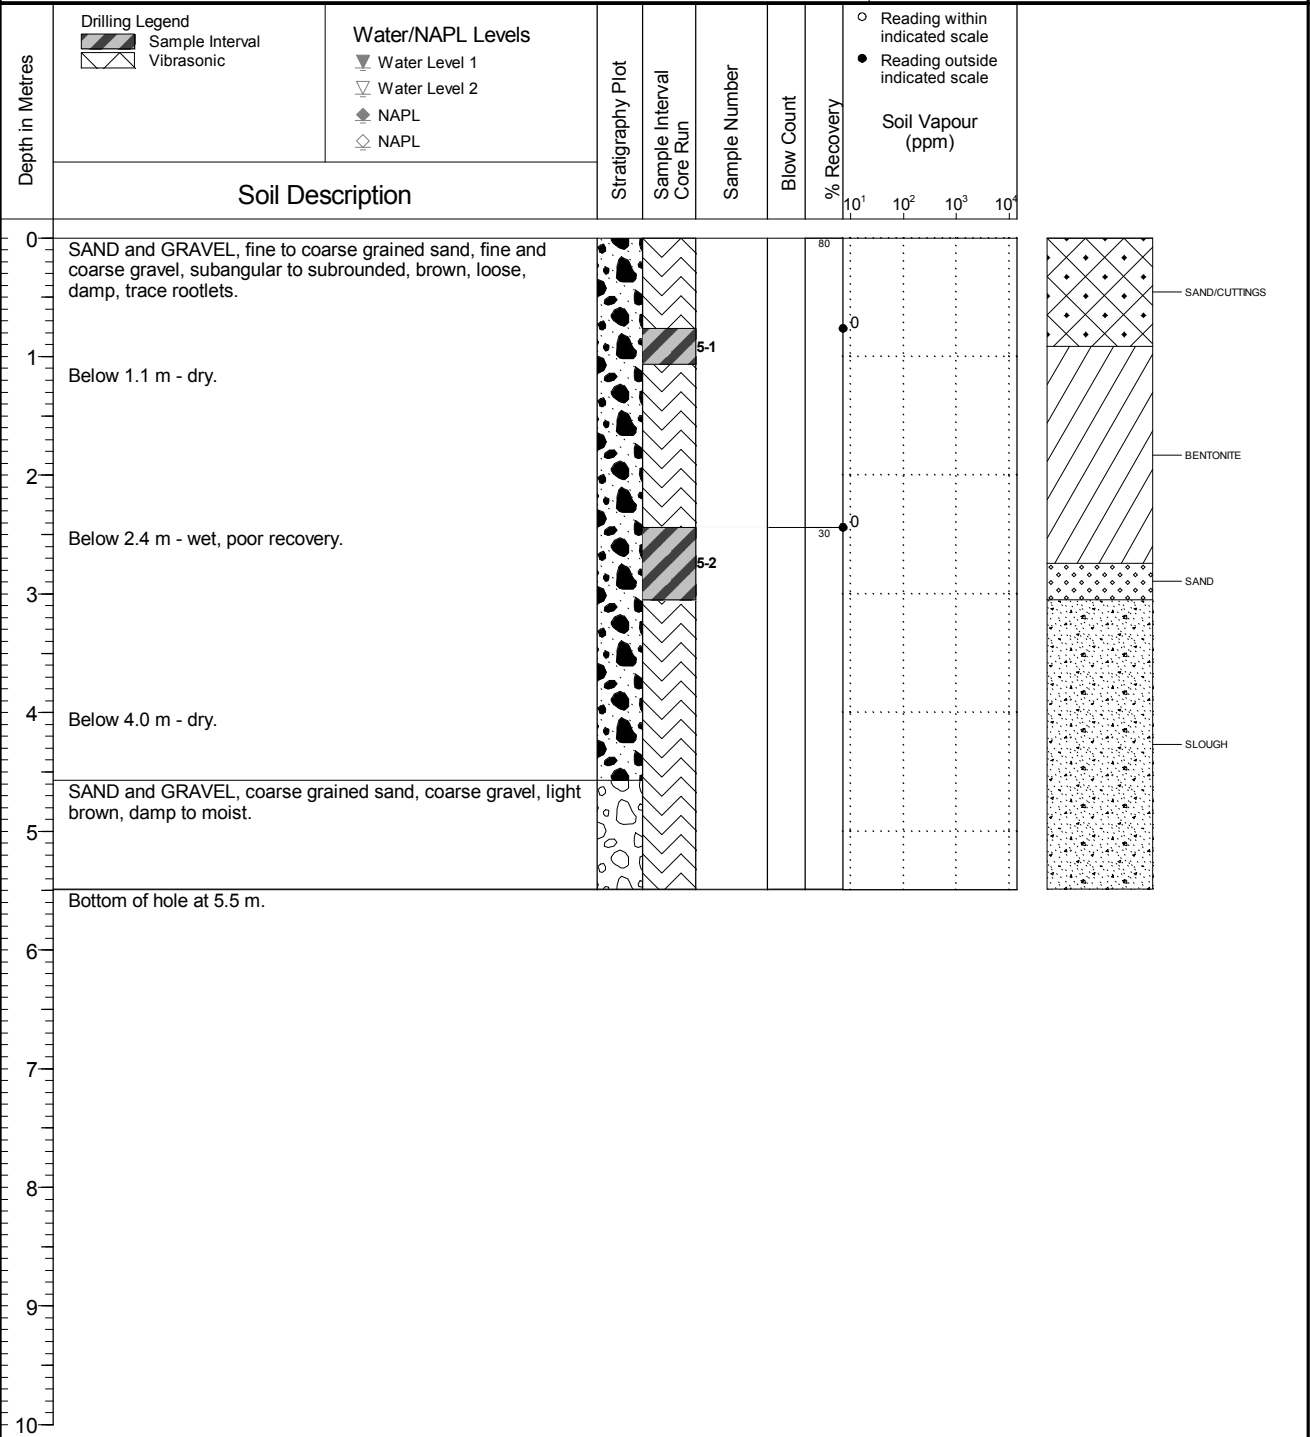 Depth in Metres
Drilling Legend
Sample Interval
Vibrasonic
Water/NAPL Levels
Water Level 1
Water Level 2
NAPL
NAPL
Soil Description
Stratigraphy Plot
Sample Interval
Core Run
Sample Number
Blow Count
% Recovery
Reading within
indicated scale
Reading outside
indicated scale
Soil Vapour
(ppm)
10¹ 10² 10³ 10⁴
0
SAND and GRAVEL, fine to coarse grained sand, fine and
coarse gravel, subangular to subrounded, brown, loose,
damp, trace rootlets.
80
SAND/CUTTINGS
0
5-1
1
Below 1.1 m - dry.
BENTONITE
2
0
30
Below 2.4 m - wet, poor recovery.
5-2
SAND
3
4
Below 4.0 m - dry.
SLOUGH
SAND and GRAVEL, coarse grained sand, coarse gravel, light
brown, damp to moist.
5
Bottom of hole at 5.5 m.
6
7
8
9
10